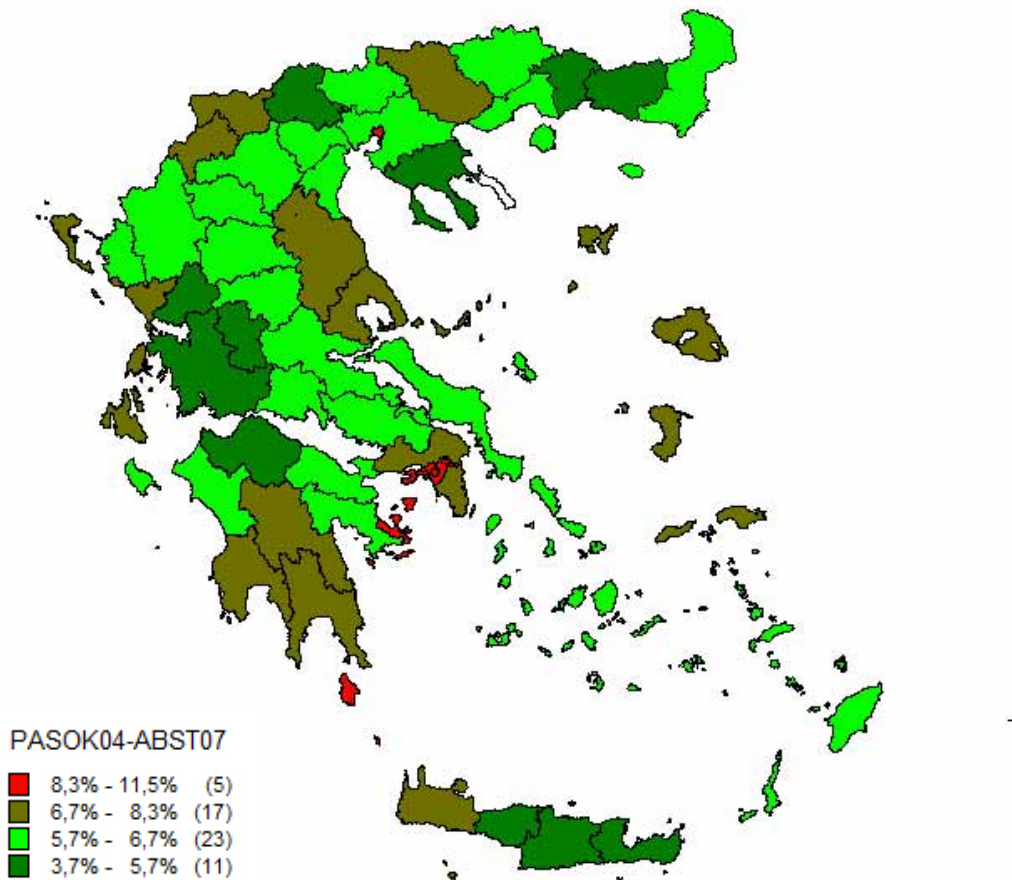 PASOK04-ABST07
8,3% - 11,5% (5)
6,7% - 8,3% (17)
5,7% - 6,7% (23)
3,7% - 5,7% (11)